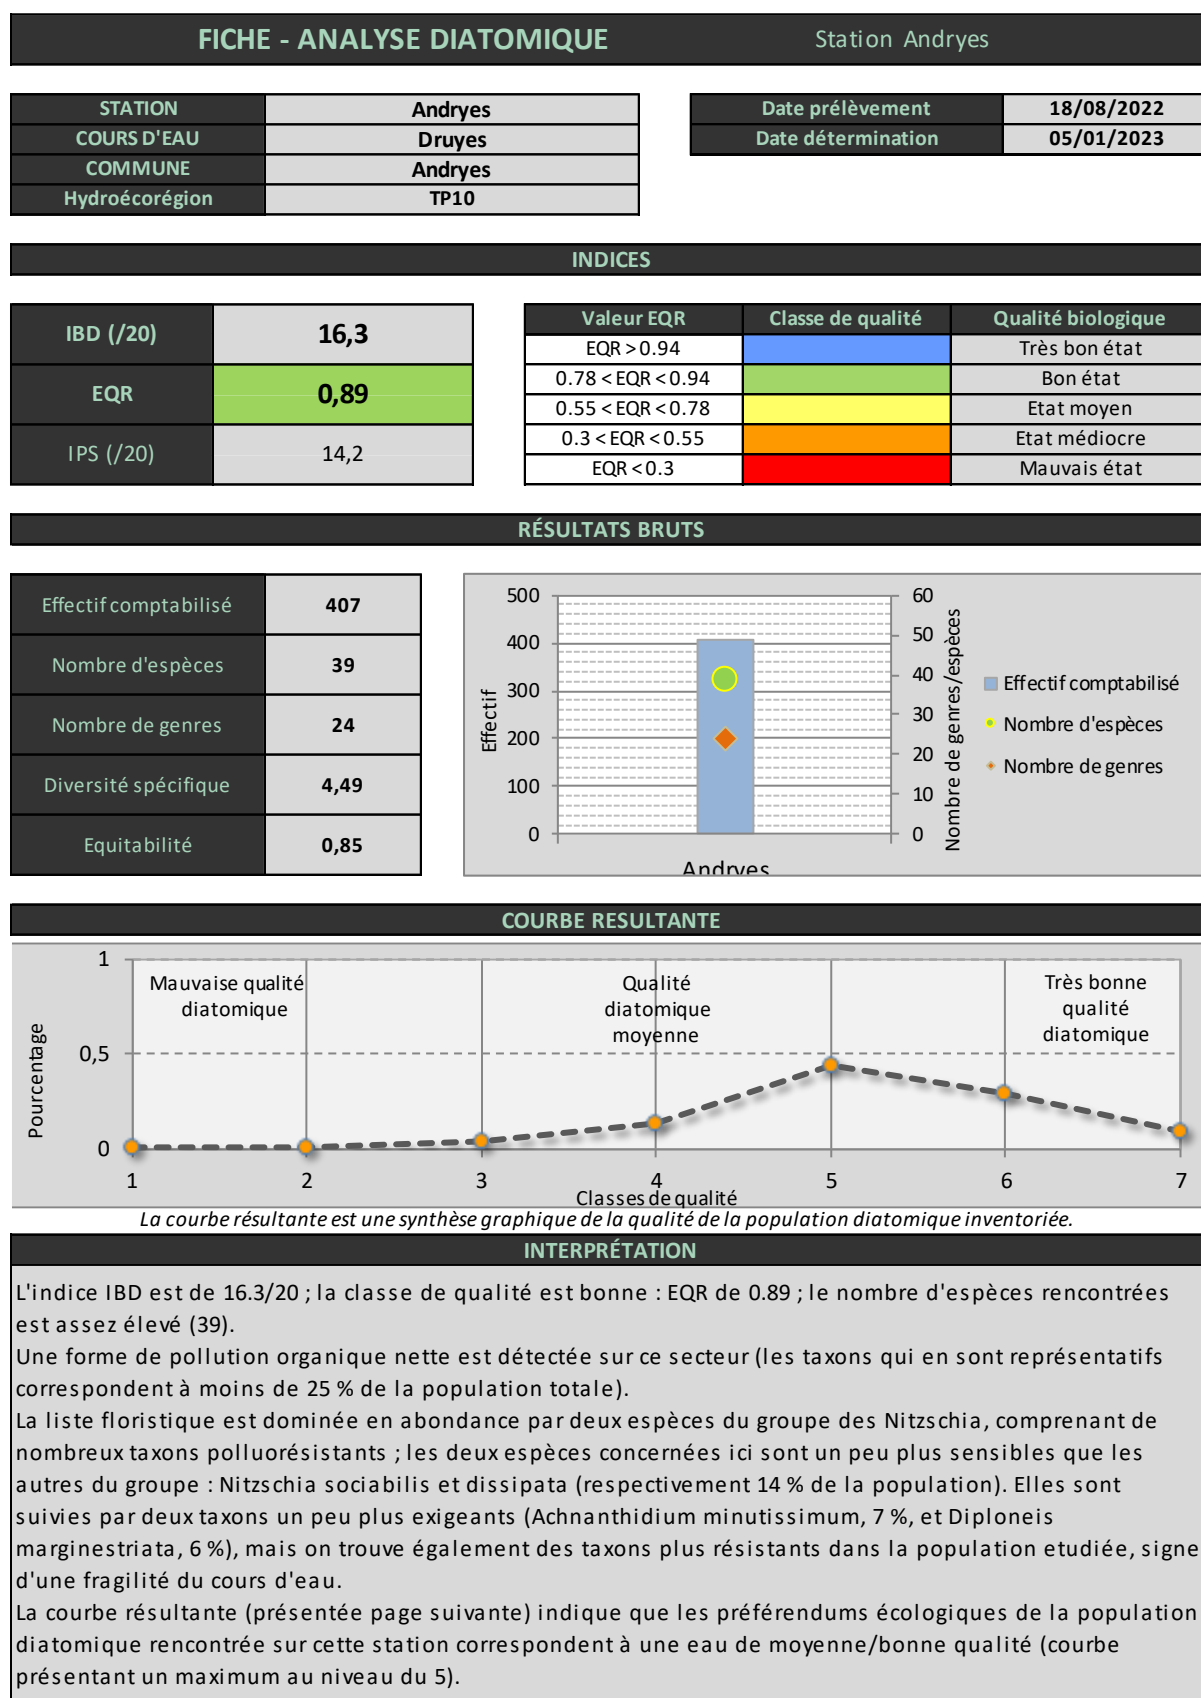 FICHE - ANALYSE DIATOMIQUE Station Andryes
STATION Andryes Date prélèvement 18/08/2022
COURS D'EAU Druyes Date détermination 05/01/2023
COMMUNE Andryes
Hydroécorégion TP10
INDICES
IBD (/20) 16,3
EQR 0,89
IPS (/20) 14,2
Valeur EQR Classe de qualité Qualité biologique
EQR > 0.94 Très bon état
0.78 < EQR < 0.94 Bon état
0.55 < EQR < 0.78 Etat moyen
0.3 < EQR < 0.55 Etat médiocre
EQR < 0.3 Mauvais état
RÉSULTATS BRUTS
Effectif comptabilisé 407
Nombre d'espèces 39
Nombre de genres 24
Diversité spécifique 4,49
Equitabilité 0,85
Effectif
500
400
300
200
100
0
60
50
40
30
20
10
0
Nombre de genres/espèces
Andryes
Effectif comptabilisé
Nombre d'espèces
Nombre de genres
COURBE RESULTANTE
Pourcentage
1
0,5
0
Mauvaise qualité
diatomique
Qualité
diatomique
moyenne
Très bonne
qualité
diatomique
1 2 3 4 5 6 7
Classes de qualité
La courbe résultante est une synthèse graphique de la qualité de la population diatomique inventoriée.
INTERPRÉTATION
L'indice IBD est de 16.3/20 ; la classe de qualité est bonne : EQR de 0.89 ; le nombre d'espèces rencontrées
est assez élevé (39).
Une forme de pollution organique nette est détectée sur ce secteur (les taxons qui en sont représentatifs
correspondent à moins de 25 % de la population totale).
La liste floristique est dominée en abondance par deux espèces du groupe des Nitzschia, comprenant de
nombreux taxons polluorésistants ; les deux espèces concernées ici sont un peu plus sensibles que les
autres du groupe : Nitzschia sociabilis et dissipata (respectivement 14 % de la population). Elles sont
suivies par deux taxons un peu plus exigeants (Achnanthidium minutissimum, 7 %, et Diploneis
marginestriata, 6 %), mais on trouve également des taxons plus résistants dans la population etudiée, signe
d'une fragilité du cours d'eau.
La courbe résultante (présentée page suivante) indique que les préférendums écologiques de la population
diatomique rencontrée sur cette station correspondent à une eau de moyenne/bonne qualité (courbe
présentant un maximum au niveau du 5).